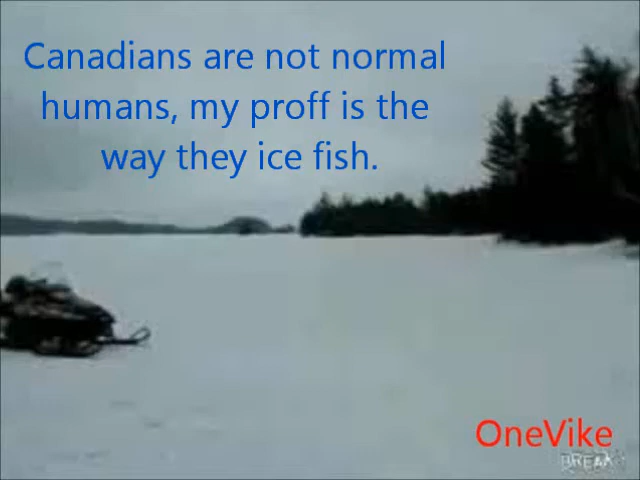 Canadians are not normal
humans, my proff is the
way they ice fish.
OneVike
BREAK